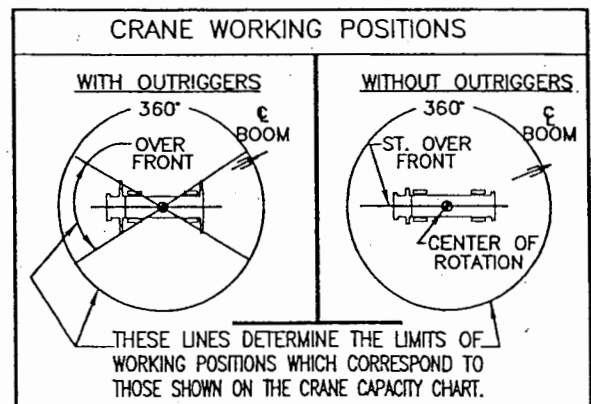 CRANE WORKING POSITIONS
WITH OUTRIGGERS
360°
℄
BOOM
OVER
FRONT
WITHOUT OUTRIGGERS
360°
℄
BOOM
ST. OVER
FRONT
CENTER OF
ROTATION
THESE LINES DETERMINE THE LIMITS OF
WORKING POSITIONS WHICH CORRESPOND TO
THOSE SHOWN ON THE CRANE CAPACITY CHART.